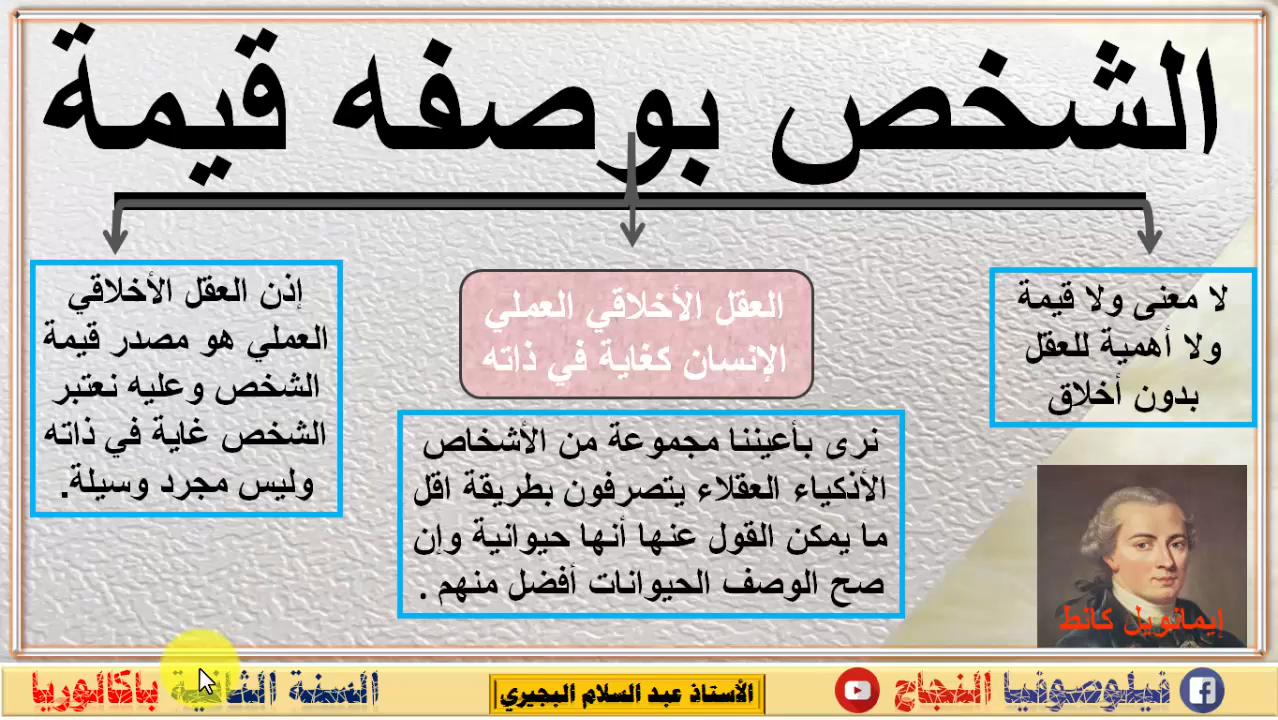 الشخص بوصفه قيمة
لا معنى ولا قيمة
ولا أهمية للعقل
بدون أخلاق
العقل الأخلاقي العملي
الإنسان كغاية في ذاته
نرى بأعيننا مجموعة من الأشخاص
الأذكياء العقلاء يتصرفون بطريقة اقل
ما يمكن القول عنها أنها حيوانية وإن
صح الوصف الحيوانات أفضل منهم .
إذن العقل الأخلاقي
العملي هو مصدر قيمة
الشخص وعليه نعتبر
الشخص غاية في ذاته
وليس مجرد وسيلة.
إيمانويل كانط
فيلوصوفيا النجاح
الأستاذ عبد السلام البجيري
السنة الثانية باكالوريا